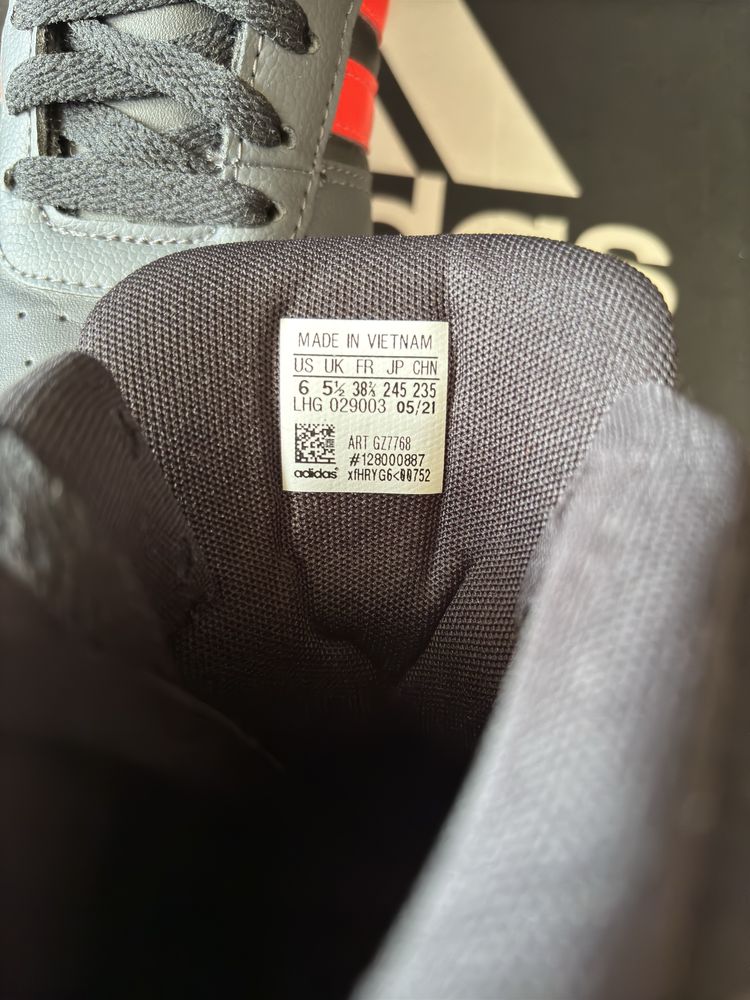 adidas
MADE IN VIETNAM
US UK FR JP CHN
6 5½ 38⅔ 245 235
LHG 029003 05/21
ART GZ7768
#128000887
adidas xfHRYG6<00752